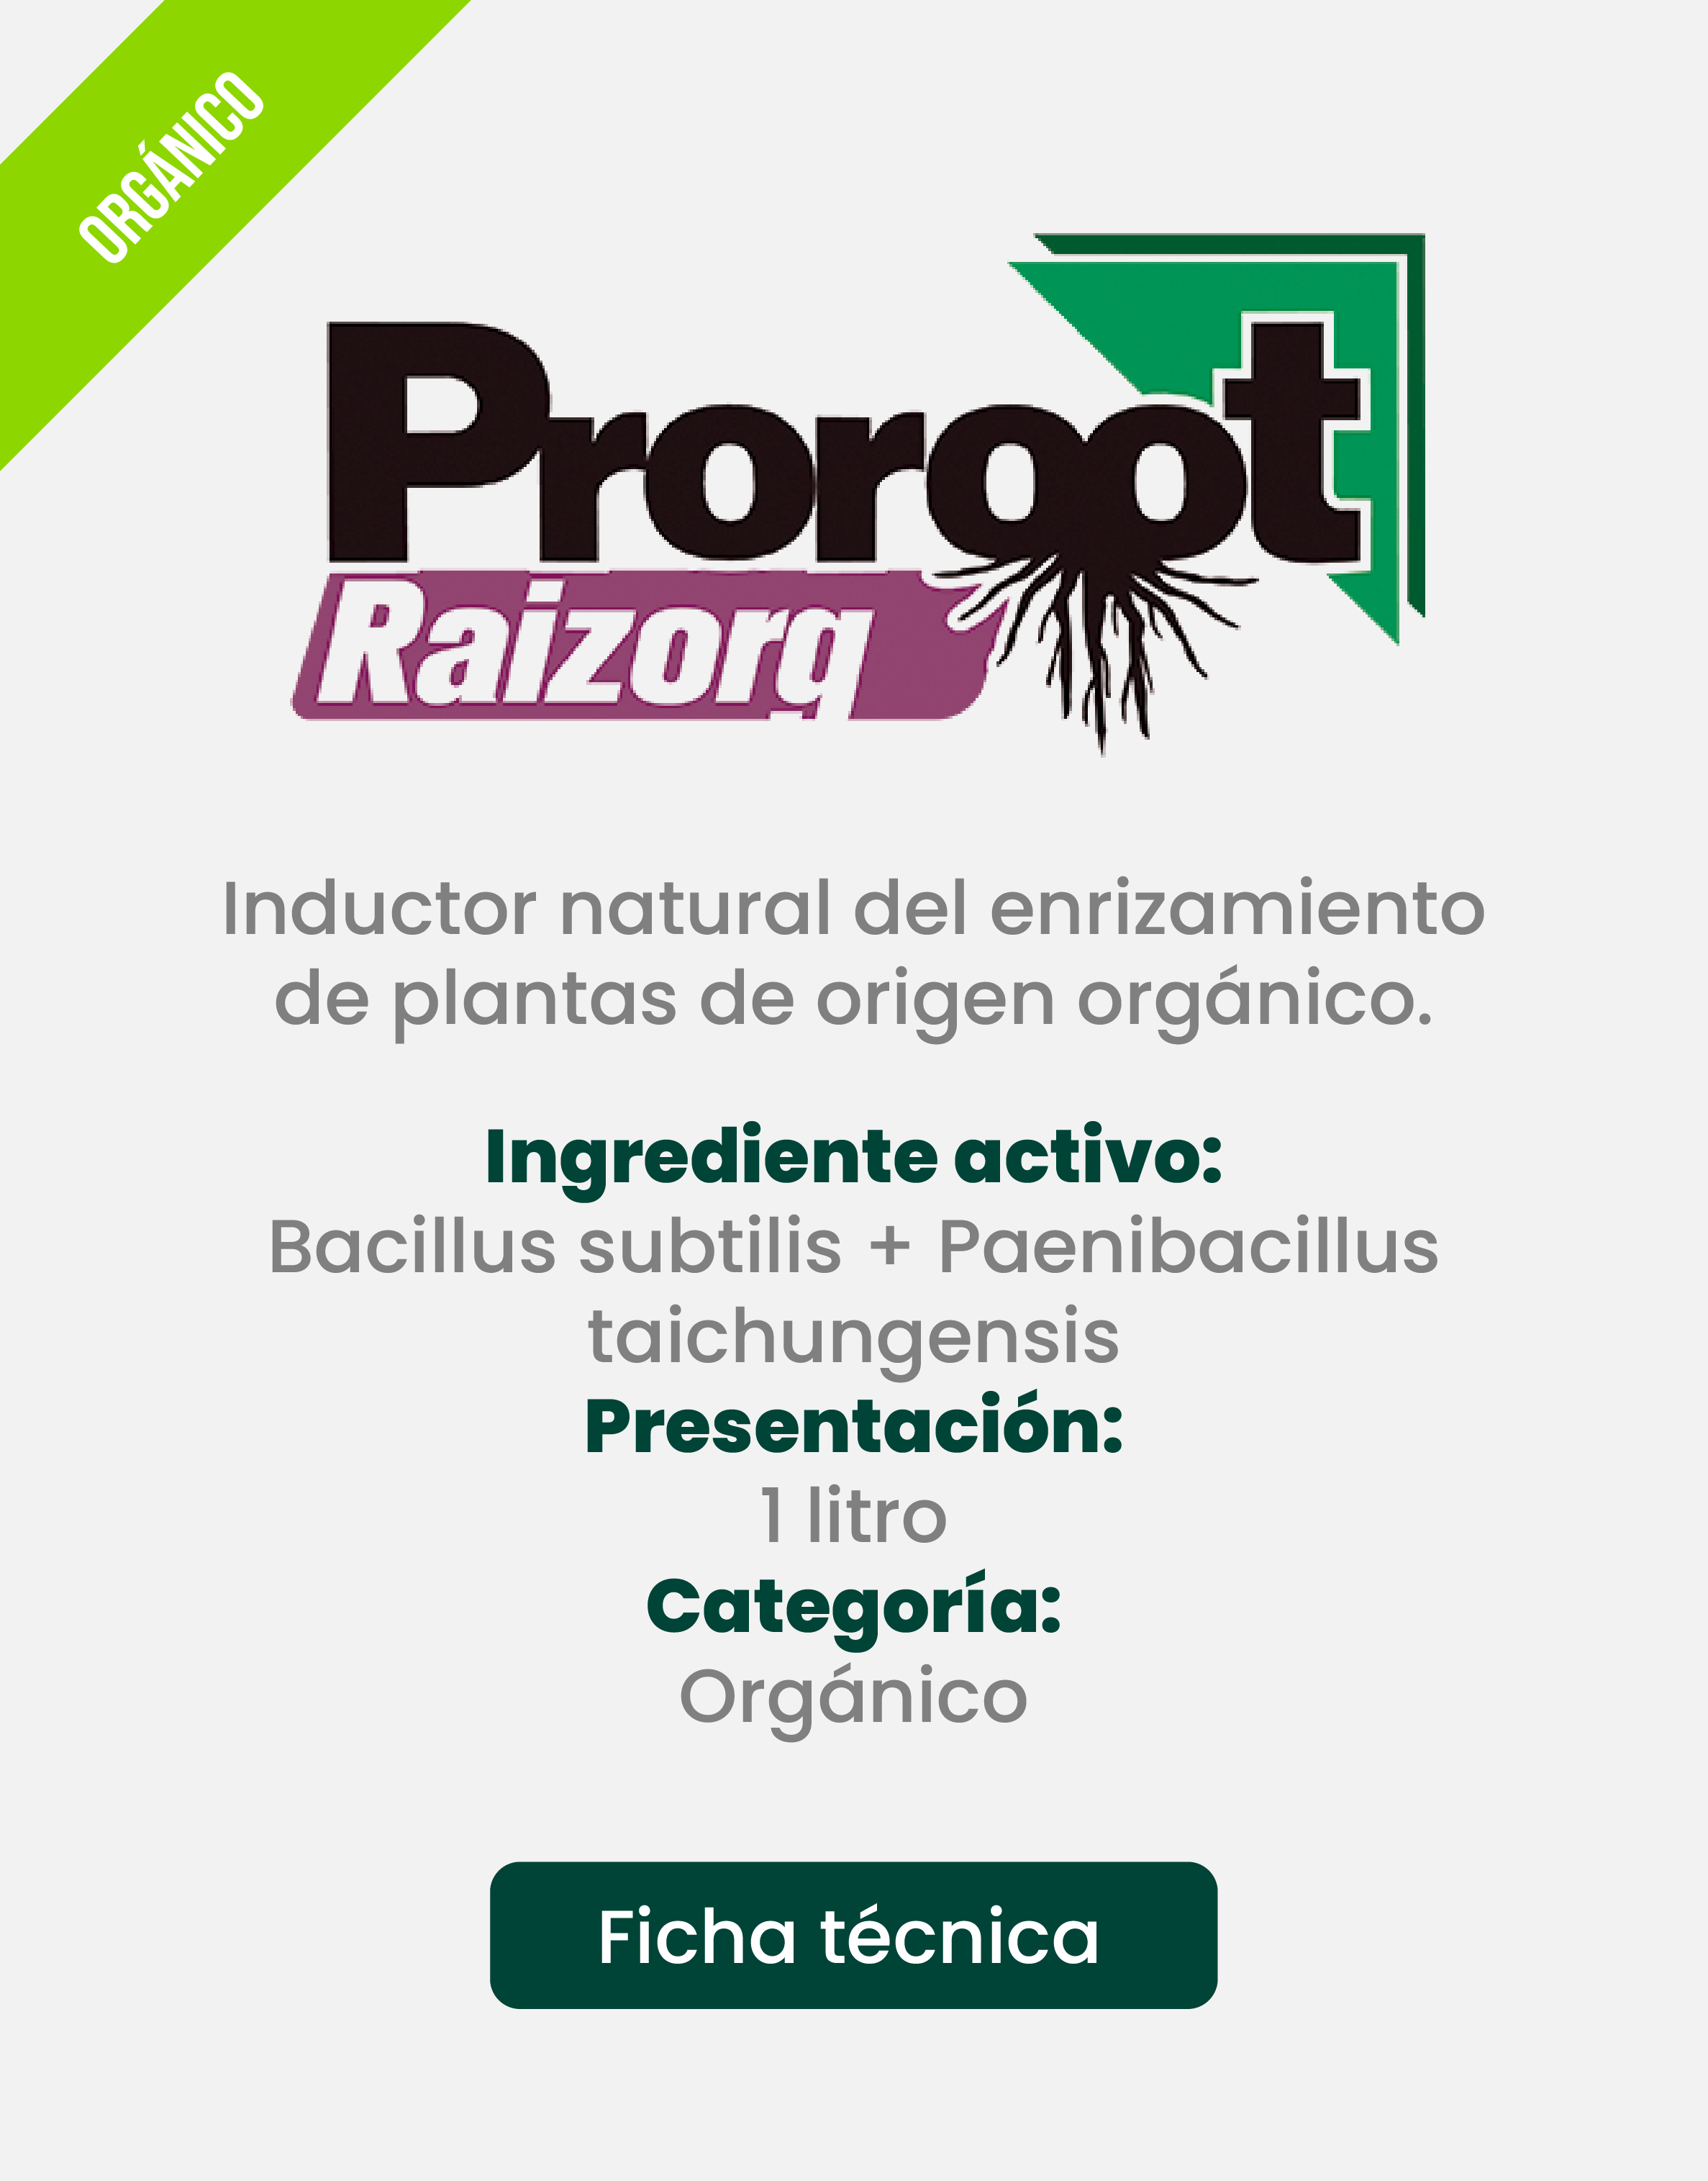 ORGÁNICO
Proroot
Raizorg
Inductor natural del enrizamiento
de plantas de origen orgánico.
Ingrediente activo:
Bacillus subtilis + Paenibacillus
taichungensis
Presentación:
1 litro
Categoría:
Orgánico
Ficha técnica